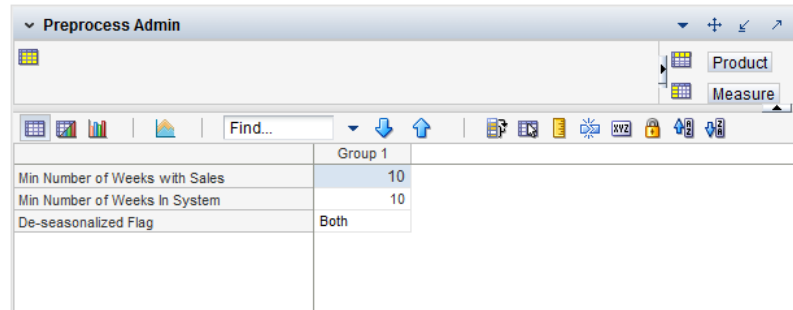 Preprocess Admin
Product
Measure
Find...
XYZ
A
Z
Z
A
Group 1
Min Number of Weeks with Sales 10
Min Number of Weeks In System 10
De-seasonalized Flag Both